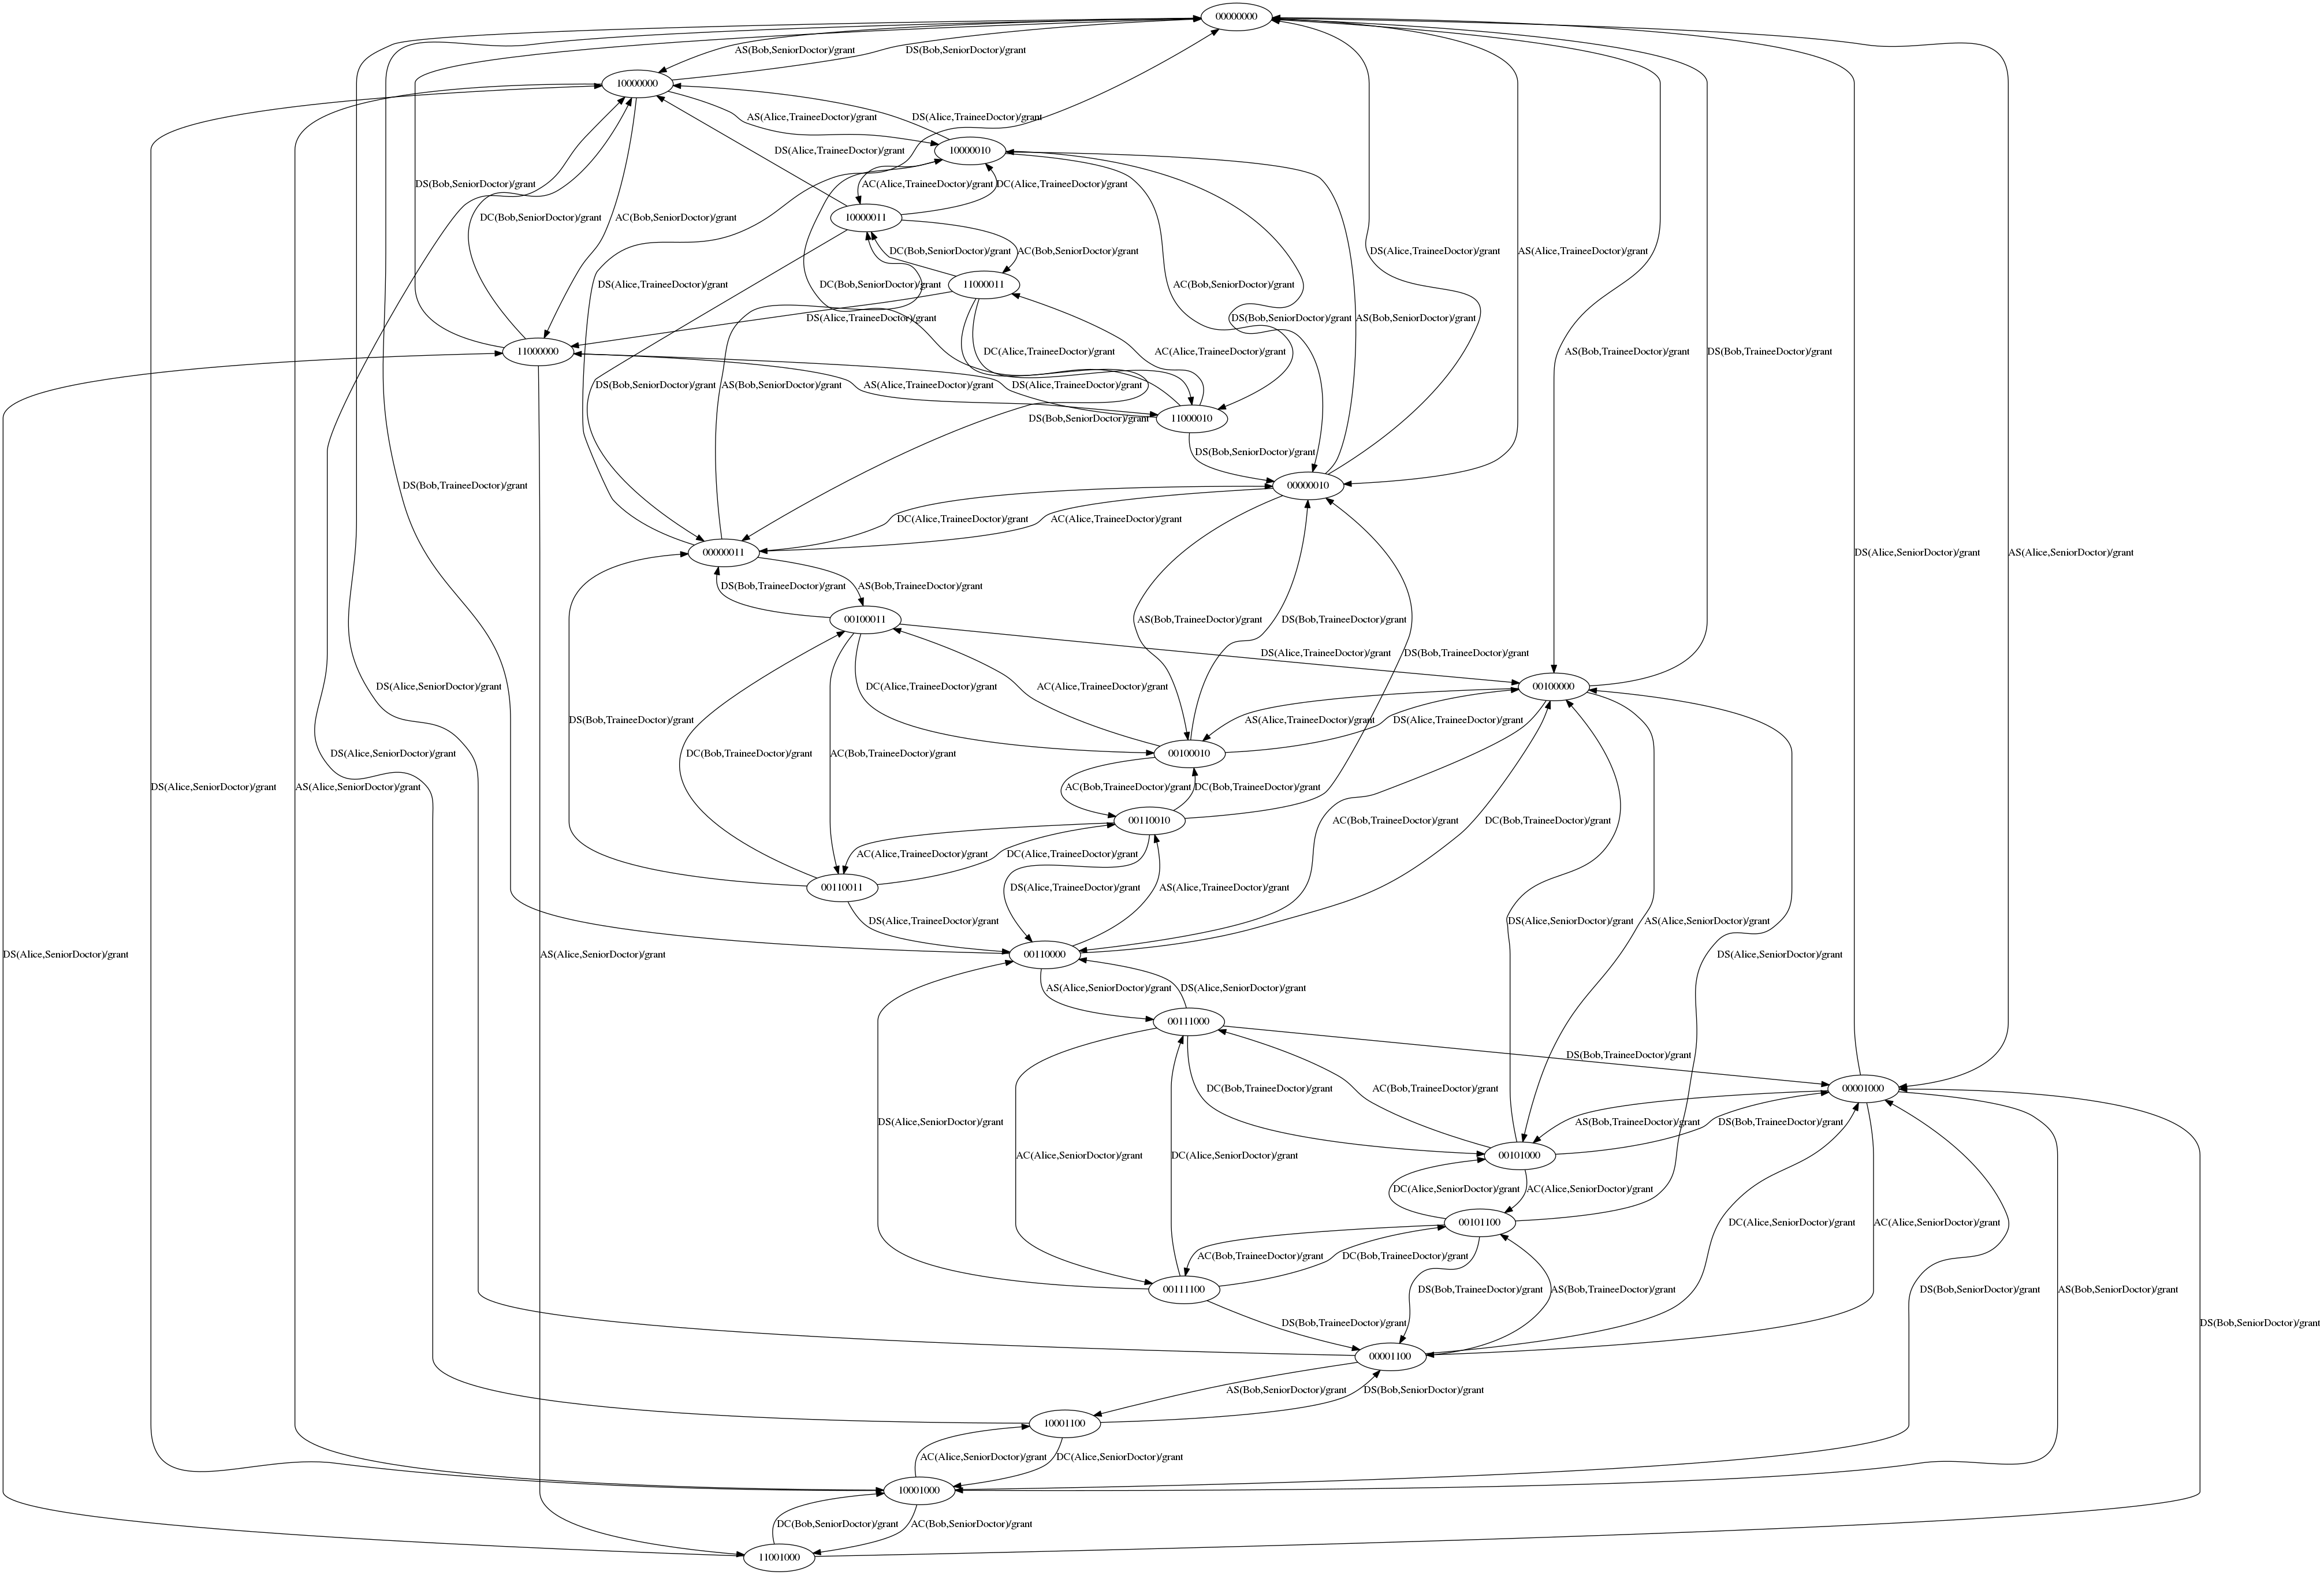 00000000
AS(Bob,SeniorDoctor)/grant DS(Bob,SeniorDoctor)/grant
10000000
AS(Alice,TraineeDoctor)/grant DS(Alice,TraineeDoctor)/grant
DS(Alice,TraineeDoctor)/grant 10000010
DS(Bob,SeniorDoctor)/grant AC(Alice,TraineeDoctor)/grant DC(Alice,TraineeDoctor)/grant
DC(Bob,SeniorDoctor)/grant AC(Bob,SeniorDoctor)/grant 10000011
DC(Bob,SeniorDoctor)/grant AC(Bob,SeniorDoctor)/grant DS(Alice,TraineeDoctor)/grant AS(Alice,TraineeDoctor)/grant
DS(Alice,TraineeDoctor)/grant DC(Bob,SeniorDoctor)/grant 11000011 AC(Bob,SeniorDoctor)/grant
DS(Alice,TraineeDoctor)/grant DS(Bob,SeniorDoctor)/grant AS(Bob,SeniorDoctor)/grant
11000000 DC(Alice,TraineeDoctor)/grant AC(Alice,TraineeDoctor)/grant AS(Bob,TraineeDoctor)/grant DS(Bob,TraineeDoctor)/grant
DS(Bob,SeniorDoctor)/grant AS(Bob,SeniorDoctor)/grant AS(Alice,TraineeDoctor)/grant DS(Alice,TraineeDoctor)/grant
DS(Bob,SeniorDoctor)/grant 11000010
DS(Bob,SeniorDoctor)/grant
DS(Bob,TraineeDoctor)/grant 00000010
DC(Alice,TraineeDoctor)/grant AC(Alice,TraineeDoctor)/grant
00000011 DS(Alice,SeniorDoctor)/grant AS(Alice,SeniorDoctor)/grant
DS(Bob,TraineeDoctor)/grant AS(Bob,TraineeDoctor)/grant
00100011 AS(Bob,TraineeDoctor)/grant DS(Bob,TraineeDoctor)/grant
DS(Alice,TraineeDoctor)/grant DS(Bob,TraineeDoctor)/grant
DS(Alice,SeniorDoctor)/grant DC(Alice,TraineeDoctor)/grant AC(Alice,TraineeDoctor)/grant 00100000
DS(Bob,TraineeDoctor)/grant AS(Alice,TraineeDoctor)/grant DS(Alice,TraineeDoctor)/grant
DS(Alice,SeniorDoctor)/grant DC(Bob,TraineeDoctor)/grant AC(Bob,TraineeDoctor)/grant 00100010
DS(Alice,SeniorDoctor)/grant AS(Alice,SeniorDoctor)/grant AC(Bob,TraineeDoctor)/grant DC(Bob,TraineeDoctor)/grant
00110010 AC(Bob,TraineeDoctor)/grant DC(Bob,TraineeDoctor)/grant
AC(Alice,TraineeDoctor)/grant DC(Alice,TraineeDoctor)/grant
00110011 DS(Alice,TraineeDoctor)/grant AS(Alice,TraineeDoctor)/grant
DS(Alice,TraineeDoctor)/grant DS(Alice,SeniorDoctor)/grant AS(Alice,SeniorDoctor)/grant
DS(Alice,SeniorDoctor)/grant AS(Alice,SeniorDoctor)/grant 00110000 DS(Alice,SeniorDoctor)/grant
AS(Alice,SeniorDoctor)/grant DS(Alice,SeniorDoctor)/grant
00111000
DS(Bob,TraineeDoctor)/grant
DC(Bob,TraineeDoctor)/grant AC(Bob,TraineeDoctor)/grant 00001000
DS(Alice,SeniorDoctor)/grant AS(Bob,TraineeDoctor)/grant DS(Bob,TraineeDoctor)/grant
AC(Alice,SeniorDoctor)/grant DC(Alice,SeniorDoctor)/grant 00101000
DC(Alice,SeniorDoctor)/grant AC(Alice,SeniorDoctor)/grant
00101100 DC(Alice,SeniorDoctor)/grant AC(Alice,SeniorDoctor)/grant
AC(Bob,TraineeDoctor)/grant DC(Bob,TraineeDoctor)/grant
00111100 DS(Bob,TraineeDoctor)/grant AS(Bob,TraineeDoctor)/grant DS(Bob,SeniorDoctor)/grant AS(Bob,SeniorDoctor)/grant
DS(Bob,TraineeDoctor)/grant DS(Bob,SeniorDoctor)/grant
00001100
AS(Bob,SeniorDoctor)/grant DS(Bob,SeniorDoctor)/grant
10001100
AC(Alice,SeniorDoctor)/grant DC(Alice,SeniorDoctor)/grant
10001000
DC(Bob,SeniorDoctor)/grant AC(Bob,SeniorDoctor)/grant
11001000